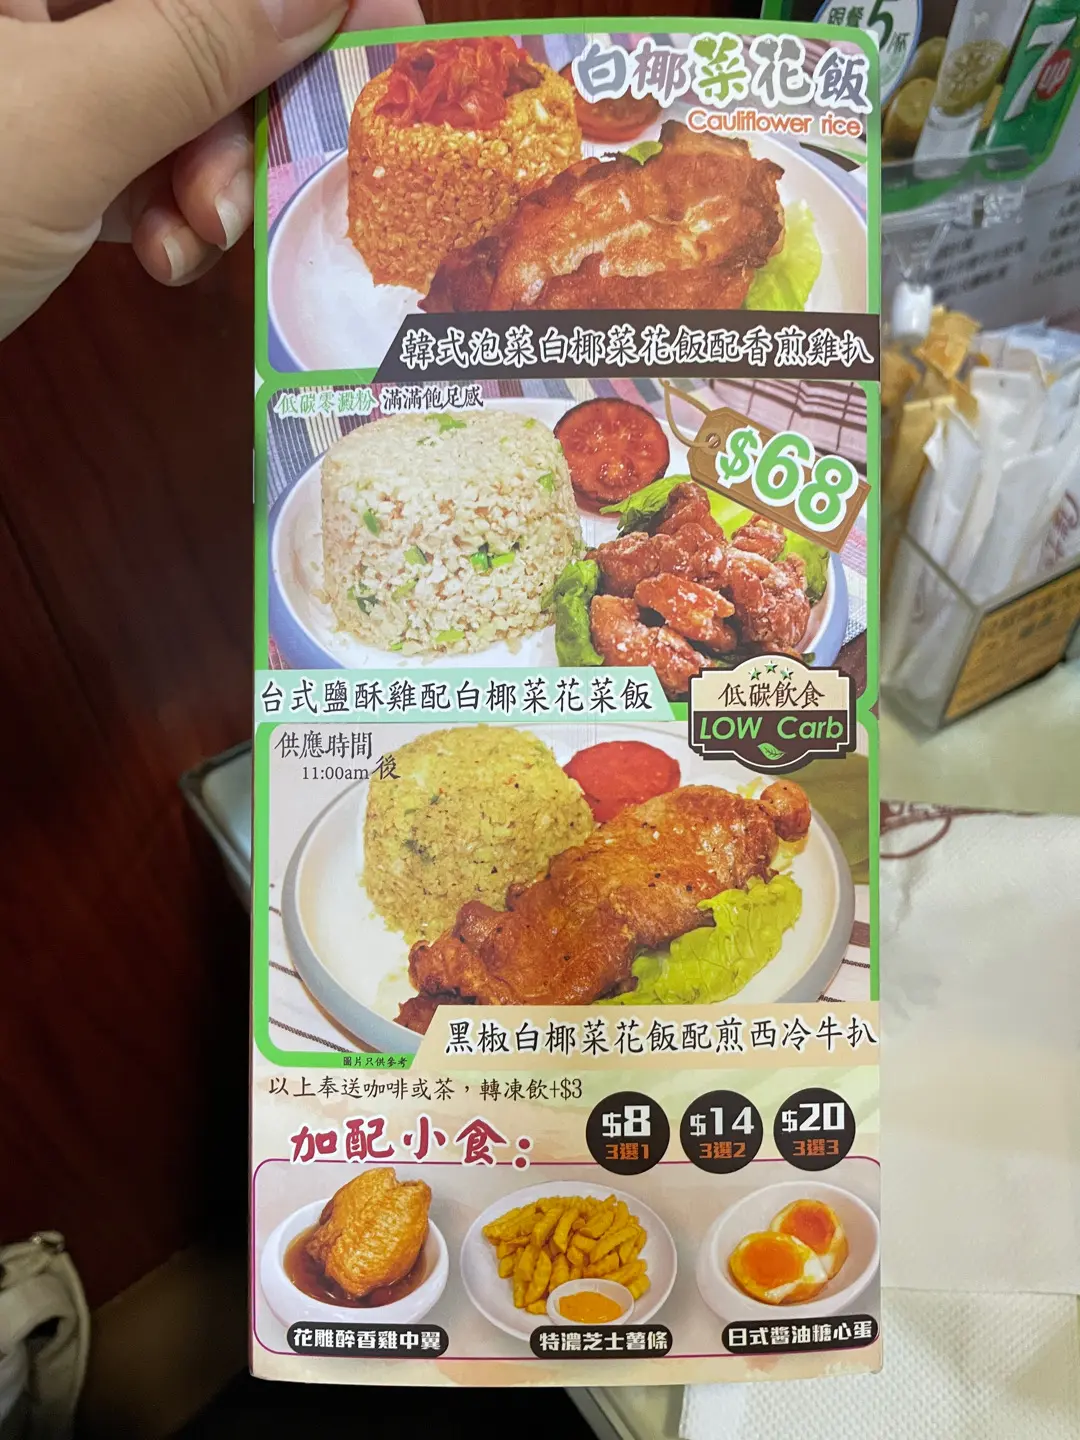 跟餐
5
/杯
7
up
白椰菜花飯
Cauliflower rice
韓式泡菜白椰菜花飯配香煎雞扒
低碳零澱粉 滿滿飽足感
$68
台式鹽酥雞配白椰菜花菜飯
低碳飲食
LOW Carb
供應時間
11:00am後
黑椒白椰菜花飯配煎西冷牛扒
圖片只供參考
以上奉送咖啡或茶，轉凍飲+$3
加配小食：
$8
3選1
$14
3選2
$20
3選3
花雕醉香雞中翼
特濃芝士薯條
日式醬油糖心蛋